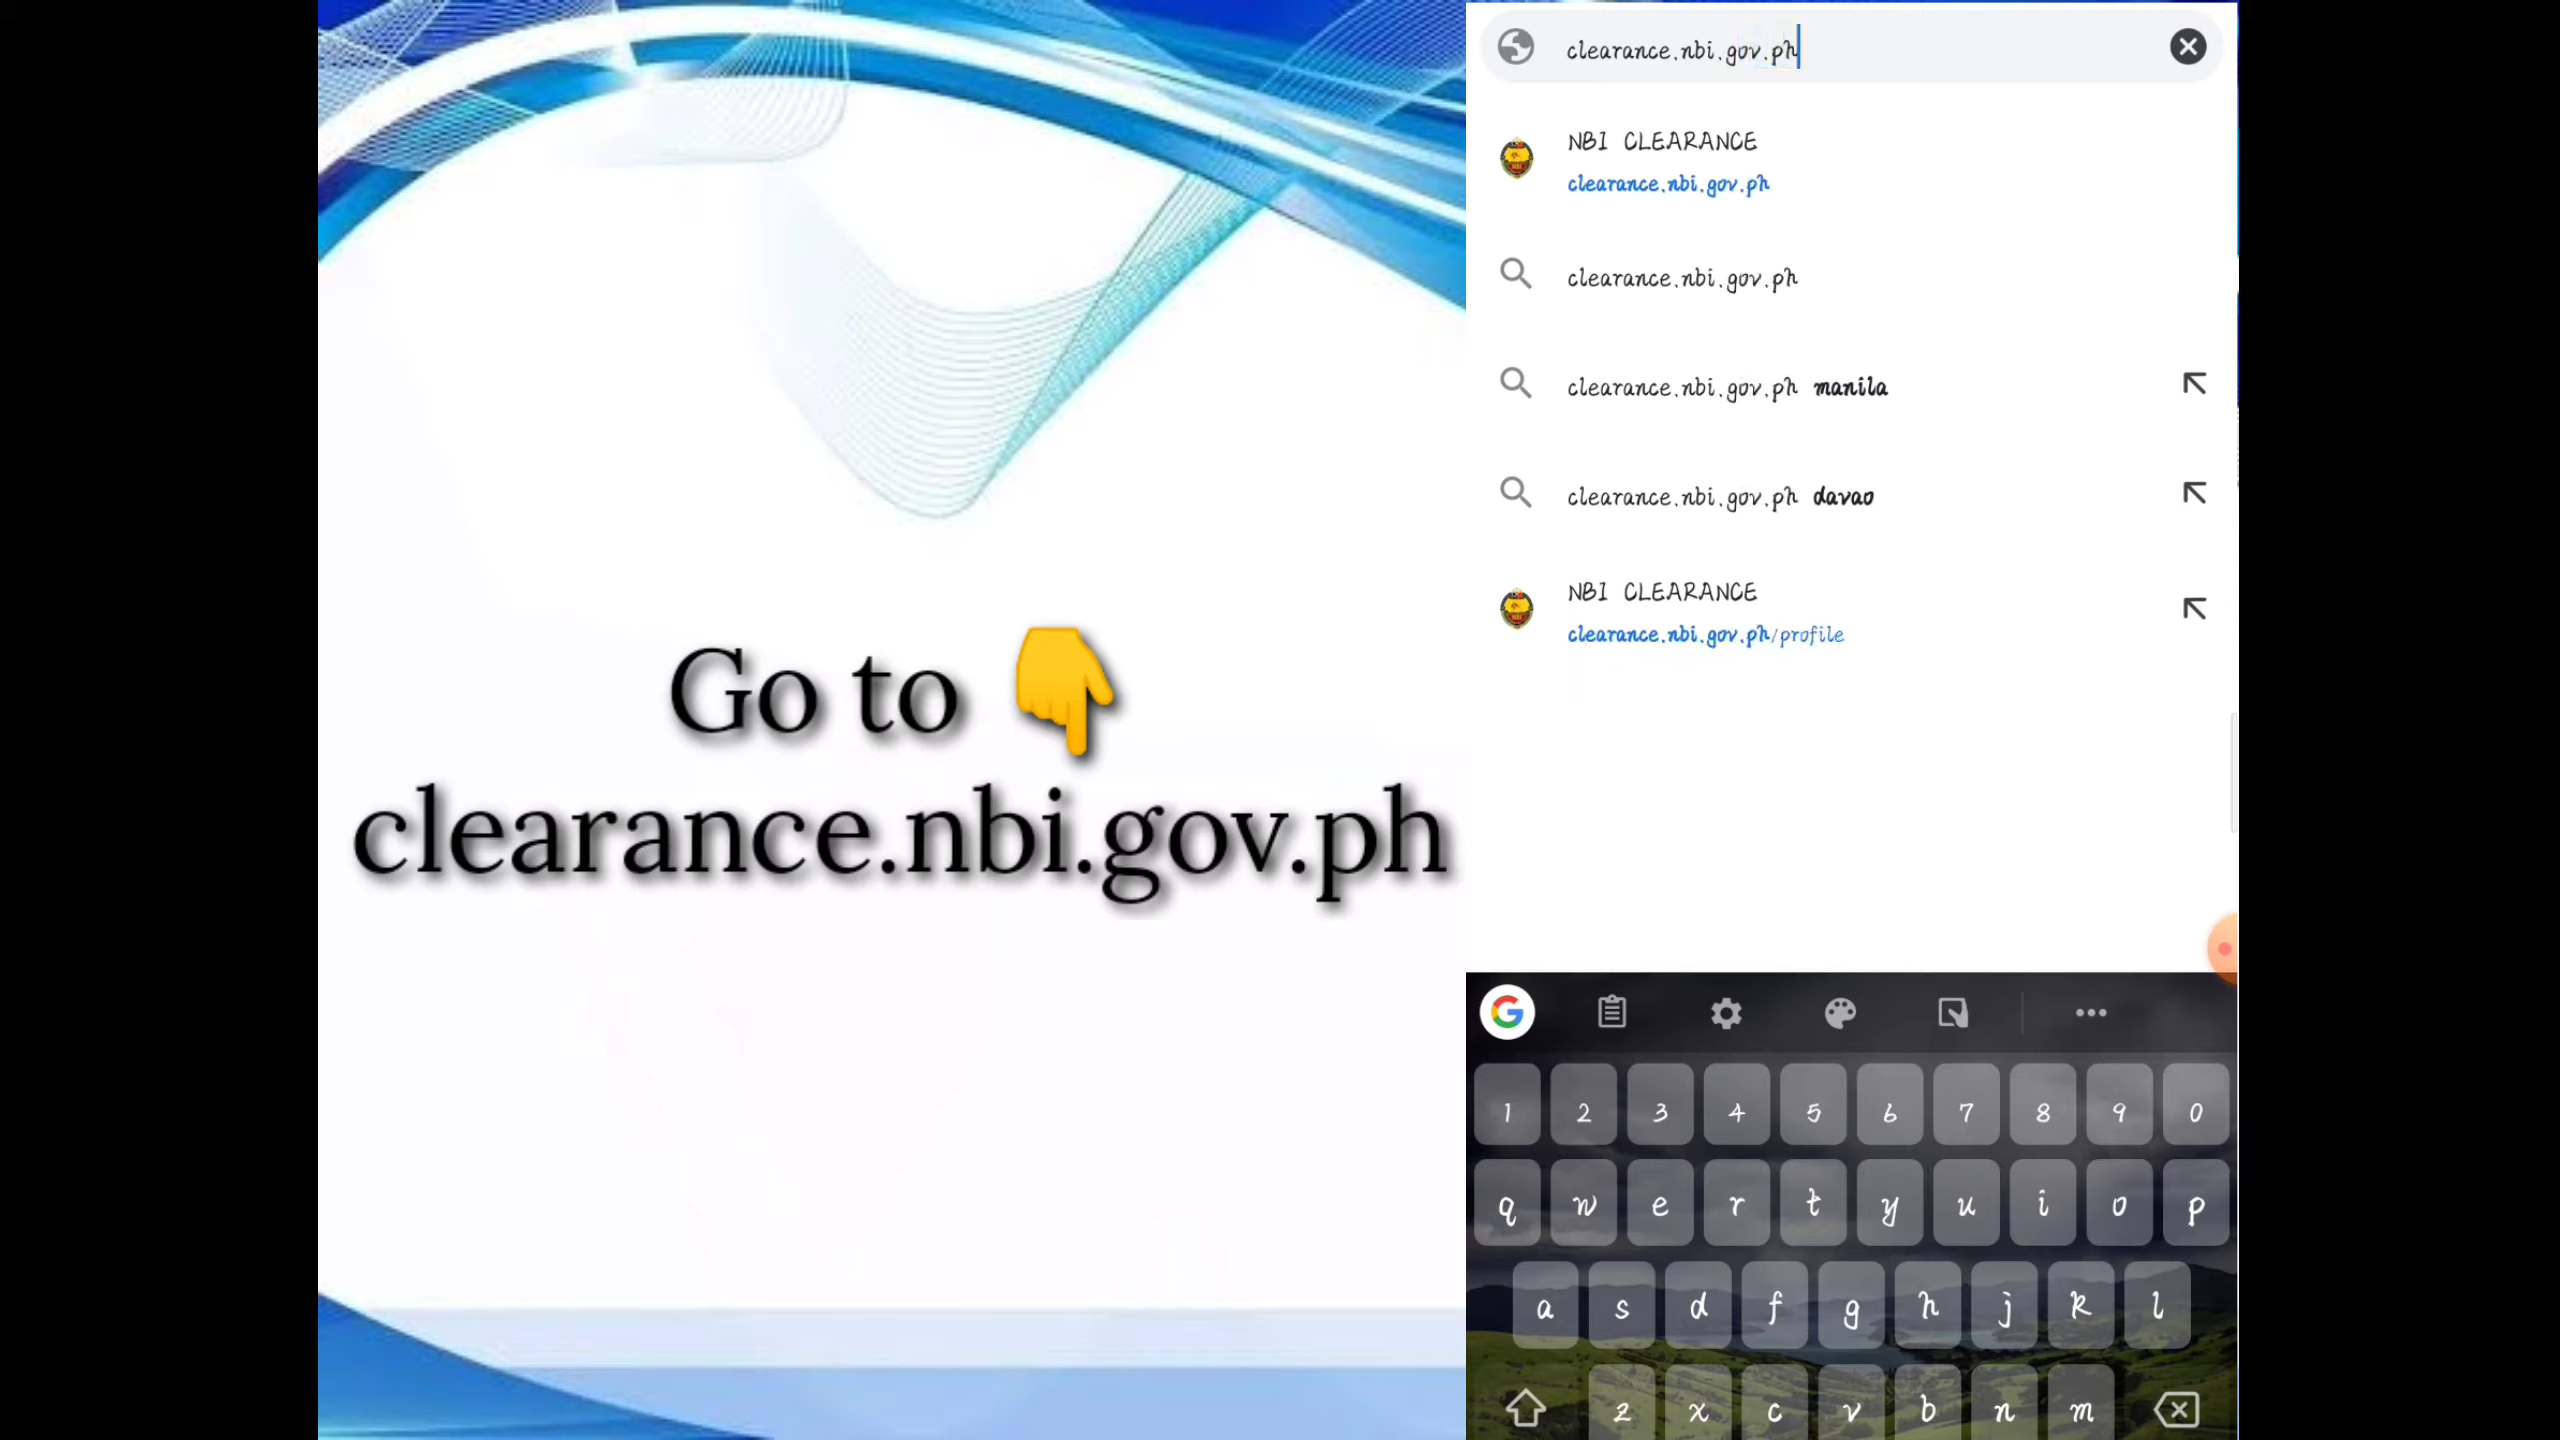 Go to 👇
clearance.nbi.gov.ph
clearance.nbi.gov.ph
NBI CLEARANCE
clearance.nbi.gov.ph
clearance.nbi.gov.ph
clearance.nbi.gov.ph manila
clearance.nbi.gov.ph davao
NBI CLEARANCE
clearance.nbi.gov.ph/profile
1 2 3 4 5 6 7 8 9 0
q w e r t y u i o p
a s d f g h j k l
z x c v b n m